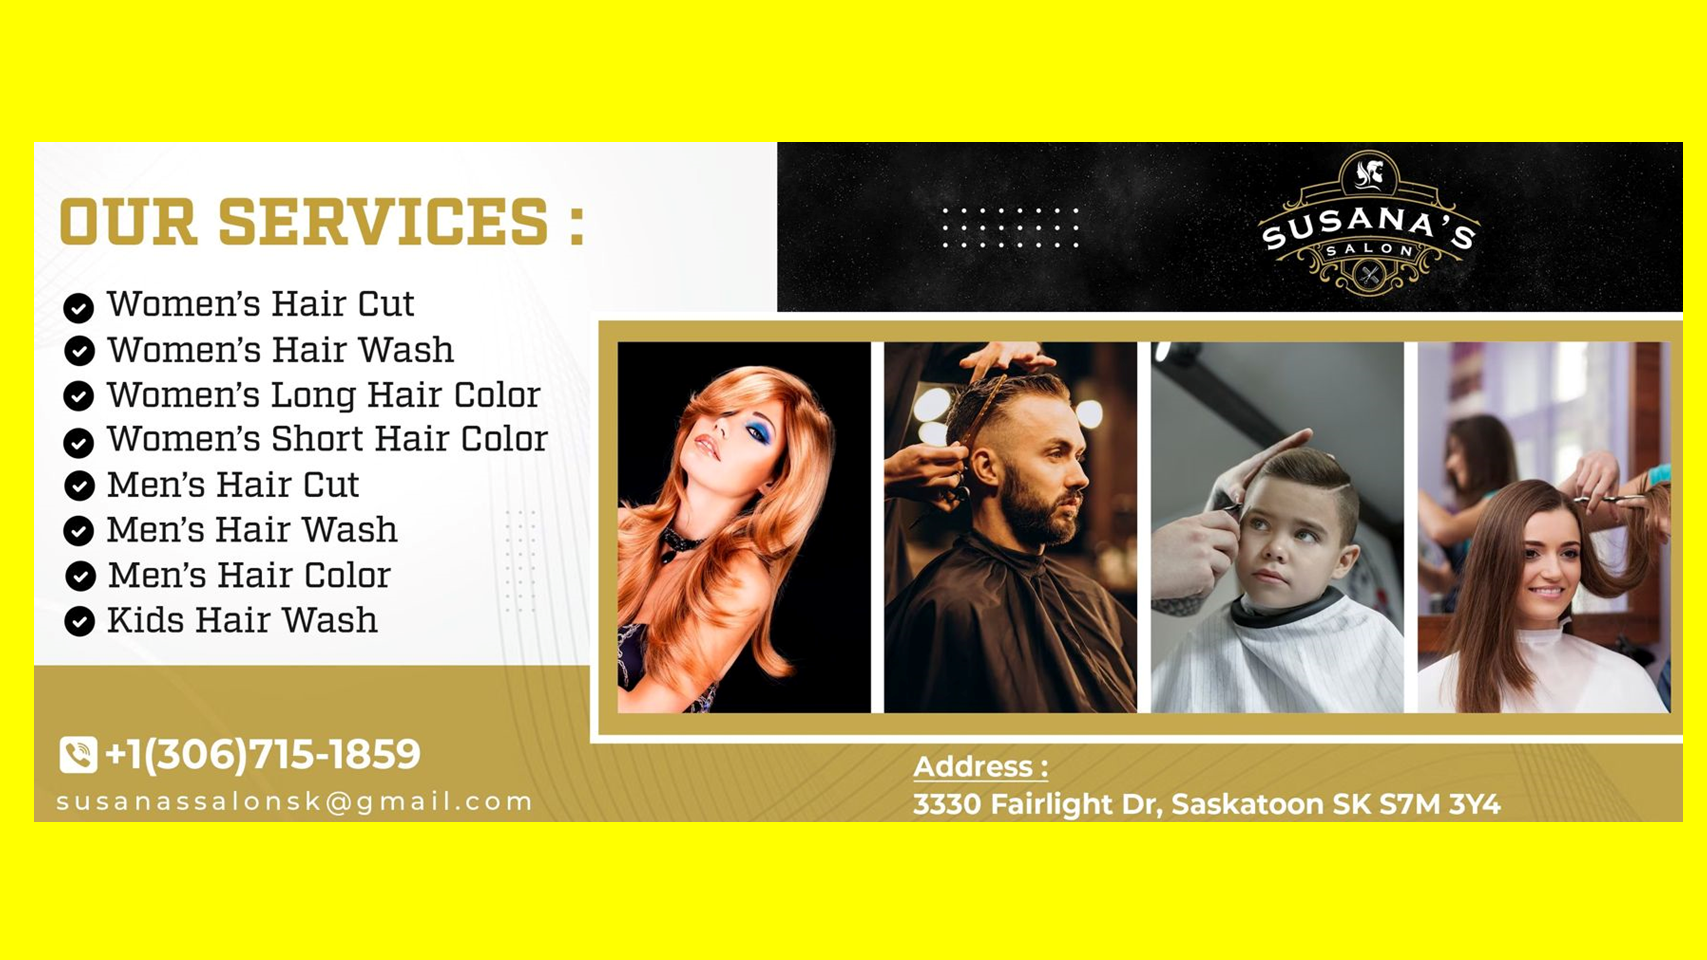 OUR SERVICES :
Women's Hair Cut
Women's Hair Wash
Women's Long Hair Color
Women's Short Hair Color
Men's Hair Cut
Men's Hair Wash
Men's Hair Color
Kids Hair Wash
+1(306)715-1859
susanassalonsk@gmail.com
SUSANA'S
SALON
Address :
3330 Fairlight Dr, Saskatoon SK S7M 3Y4